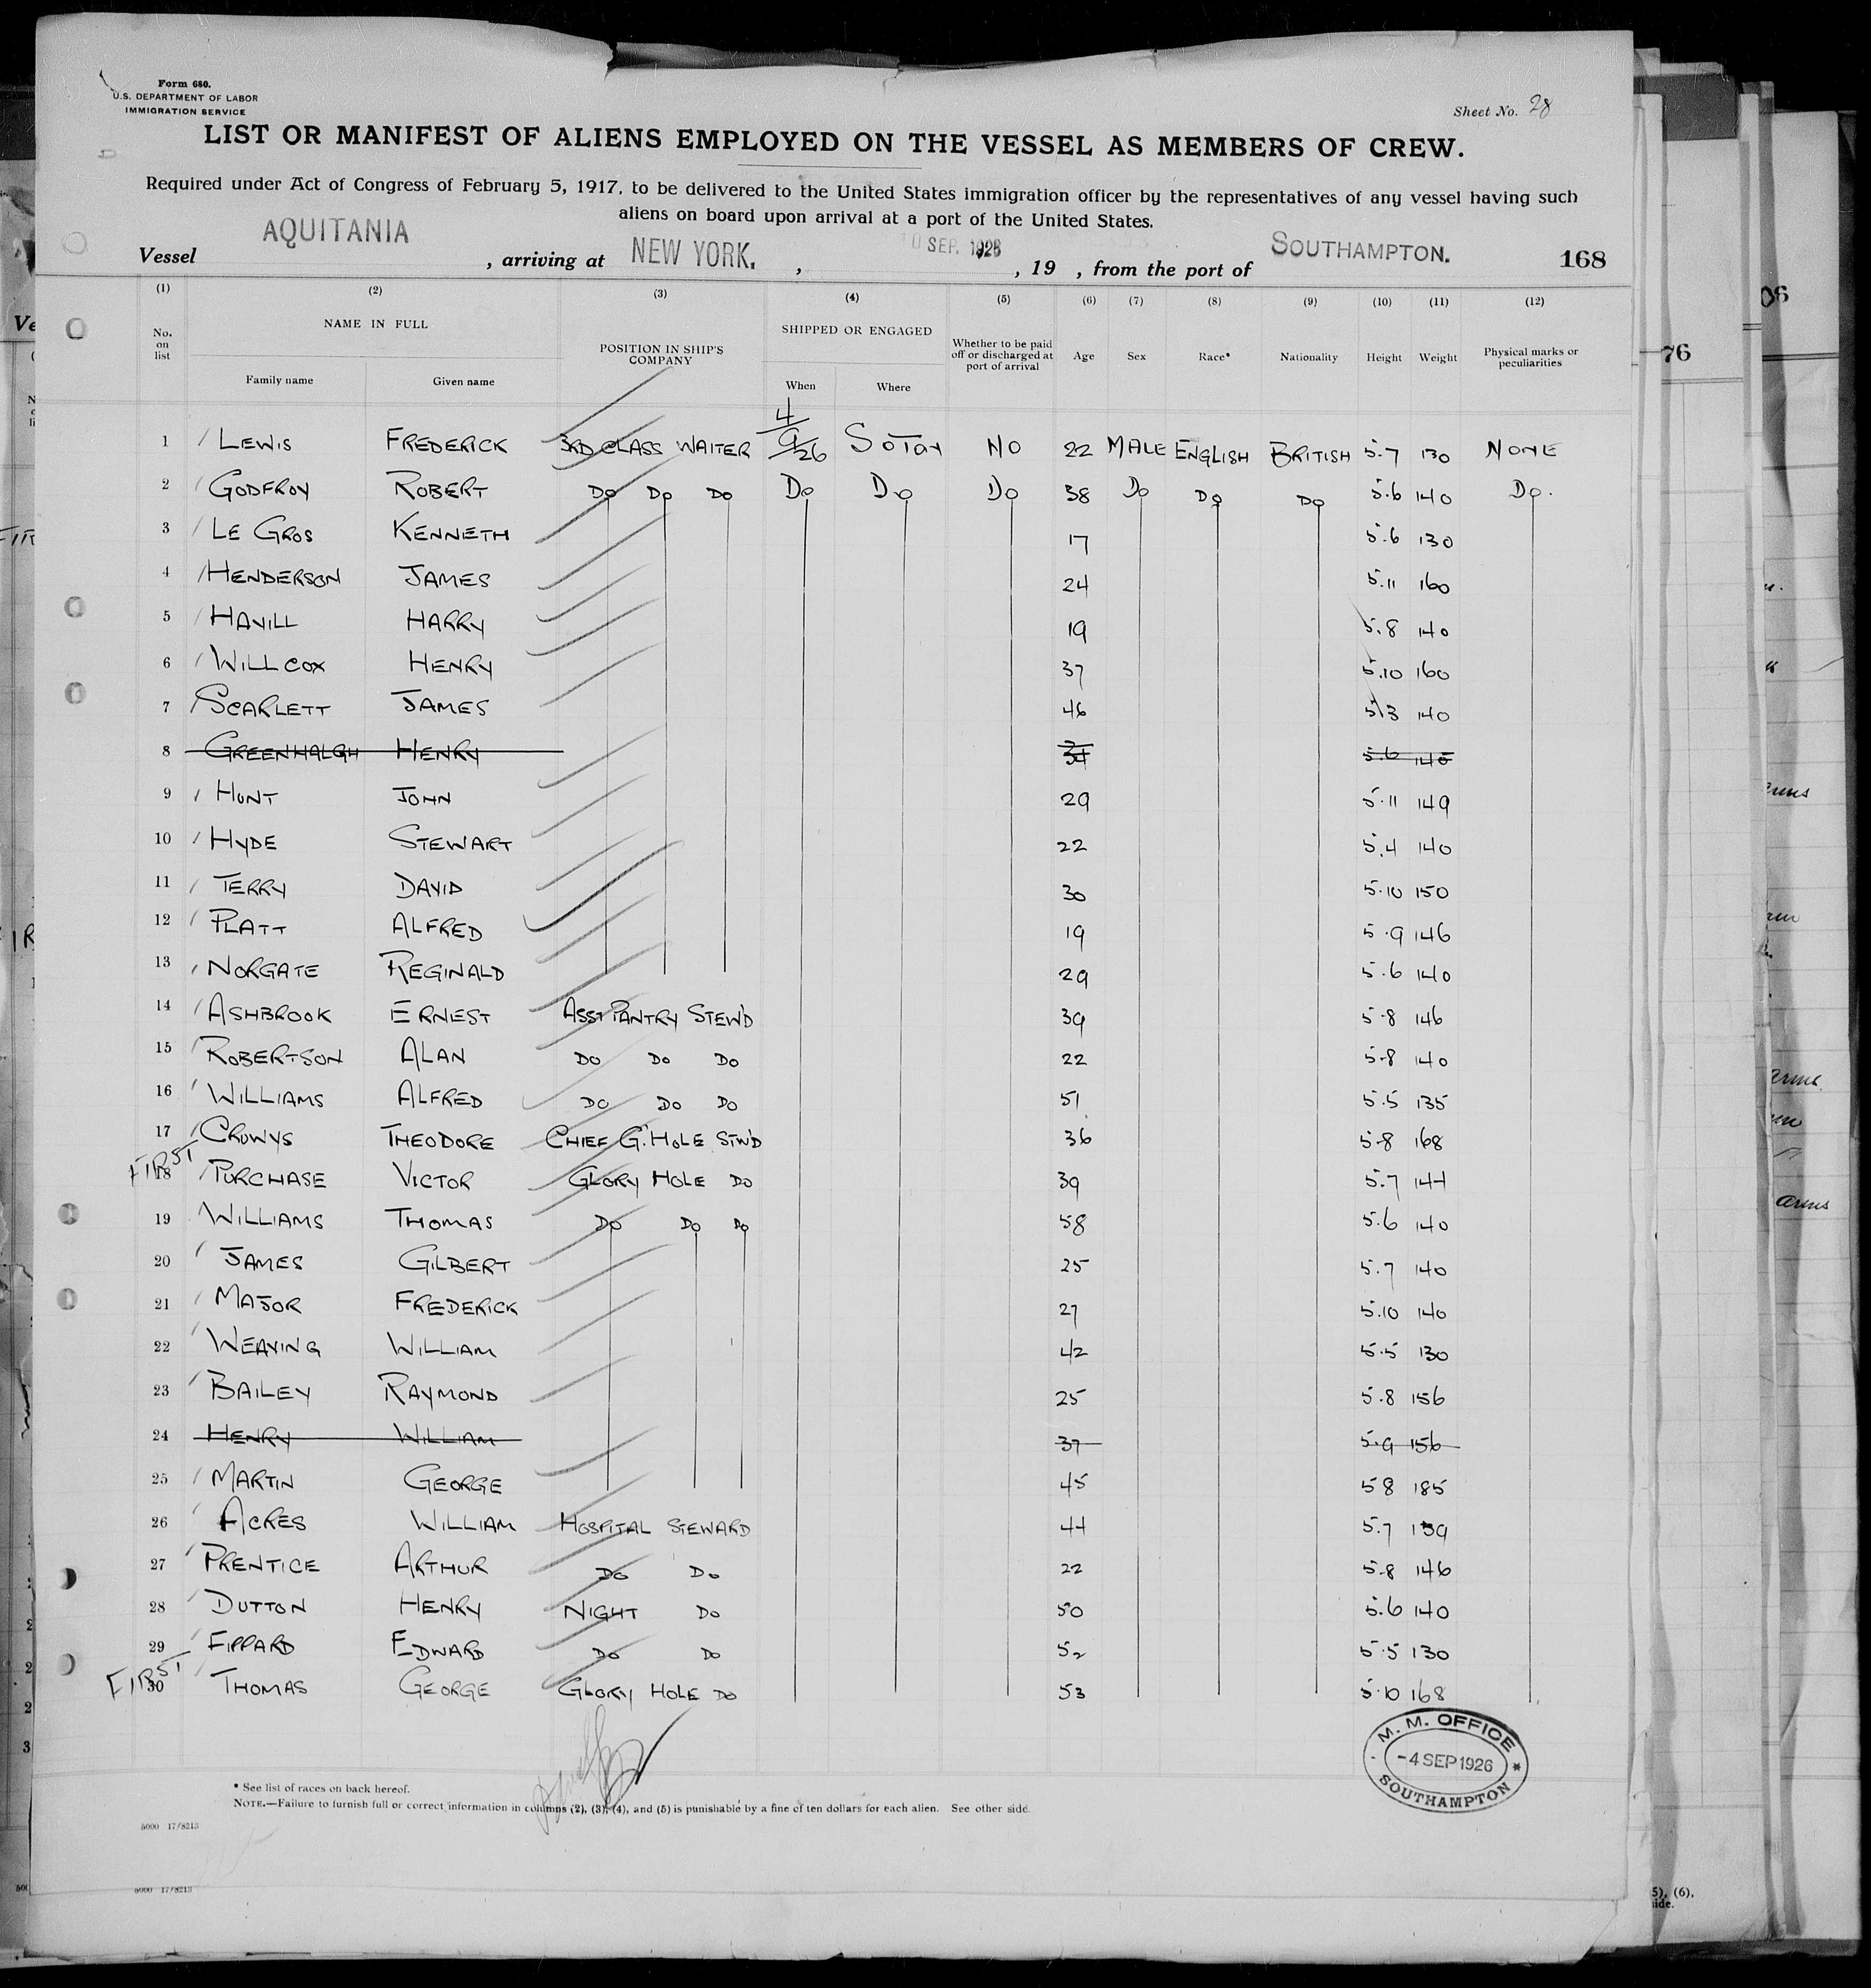 Form 680.
U.S. DEPARTMENT OF LABOR
IMMIGRATION SERVICE
Sheet No. 28
LIST OR MANIFEST OF ALIENS EMPLOYED ON THE VESSEL AS MEMBERS OF CREW.
Required under Act of Congress of February 5, 1917, to be delivered to the United States immigration officer by the representatives of any vessel having such
aliens on board upon arrival at a port of the United States.
Vessel AQUITANIA, arriving at NEW YORK., 10 SEP. 1926, 19 , from the port of SOUTHAMPTON. 168
(1) (2) (3) (4) (5) (6) (7) (8) (9) (10) (11) (12)
No. on list NAME IN FULL POSITION IN SHIP'S COMPANY SHIPPED OR ENGAGED Whether to be paid off or discharged at port of arrival Age Sex Race* Nationality Height Weight Physical marks or peculiarities
Family name Given name When Where
1 LEWIS FREDERICK 3RD CLASS WAITER 4/9/26 SOTON NO 22 MALE ENGLISH BRITISH 5.7 130 NONE
2 GODFROY ROBERT DO DO DO DO DO DO 38 DO DO DO 5.6 140 DO.
3 LE GROS KENNETH 17 5.6 130
4 HENDERSON JAMES 24 5.11 160
5 HAVILL HARRY 19 5.8 140
6 WILLCOX HENRY 37 5.10 160
7 SCARLETT JAMES 46 5.3 140
8 GREENHALGH HENRY 34 5.6 140
9 HUNT JOHN 29 5.11 149
10 HYDE STEWART 22 5.4 140
11 TERRY DAVID 30 5.10 150
12 PLATT ALFRED 19 5.9 146
13 NORGATE REGINALD 29 5.6 140
14 ASHBROOK ERNEST ASST PANTRY STEW'D 39 5.8 146
15 ROBERTSON ALAN DO DO DO 22 5.8 140
16 WILLIAMS ALFRED DO DO DO 51 5.5 135
17 CRUWYS THEODORE CHIEF G. HOLE STW'D 36 5.8 168
FIRST
18 PURCHASE VICTOR GLORY HOLE DO 39 5.7 144
19 WILLIAMS THOMAS DO DO DO 58 5.6 140
20 JAMES GILBERT 25 5.7 140
21 MAJOR FREDERICK 27 5.10 140
22 WEAVING WILLIAM 42 5.5 130
23 BAILEY RAYMOND 25 5.8 156
24 HENRY WILLIAM 37 5.9 156
25 MARTIN GEORGE 45 5 8 185
26 ACRES WILLIAM HOSPITAL STEWARD 44 5.7 139
27 PRENTICE ARTHUR DO DO 22 5.8 146
28 DUTTON HENRY NIGHT DO 50 5.6 140
29 FIPPARD EDWARD DO DO 52 5.5 130
FIRST
30 THOMAS GEORGE GLORY HOLE DO 53 5.10 168
M. M. OFFICE
-4 SEP 1926
SOUTHAMPTON
* See list of races on back hereof.
NOTE.—Failure to furnish full or correct information in columns (2), (3), (4), and (5) is punishable by a fine of ten dollars for each alien. See other side.
5000 17/8213
5000 17/8213
76
arms
(6),